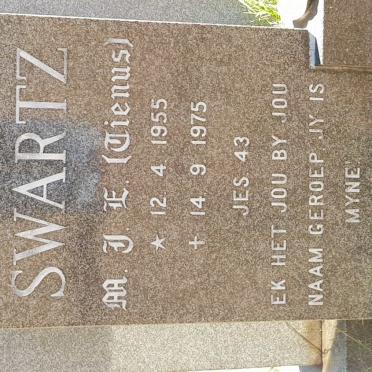 SWARTZ
M. J. E. (Tienus)
☆ 12 4 1955
+ 14 9 1975
JES 43
EK HET JOU BY JOU
NAAM GEROEP JY IS
MYNE'